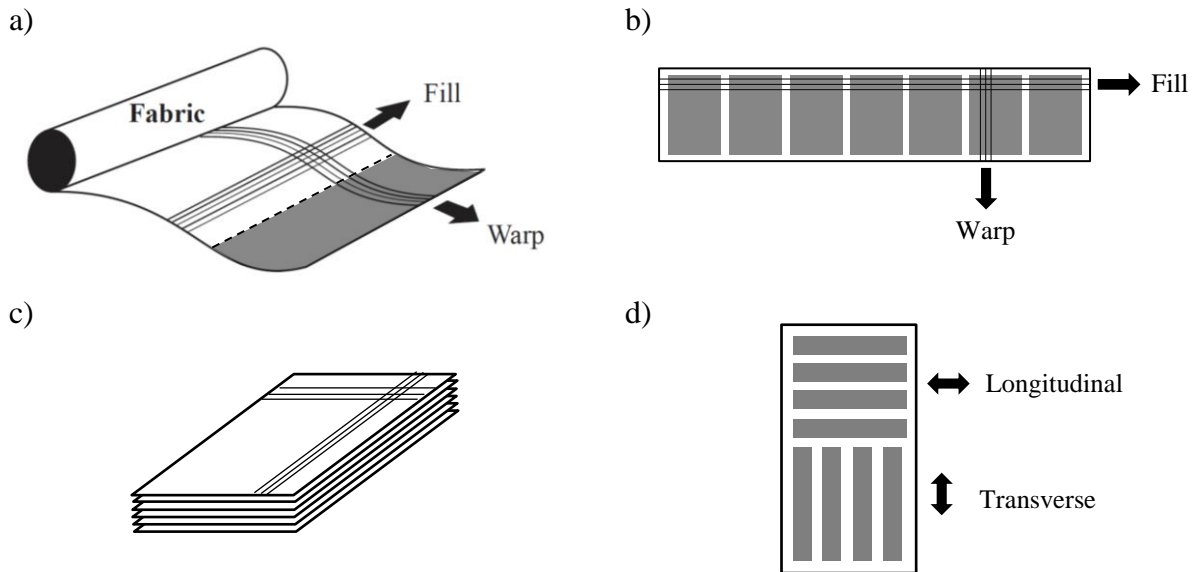 a)
Fabric
Fill
Warp
b)
Fill
Warp
c)
d)
Longitudinal
Transverse